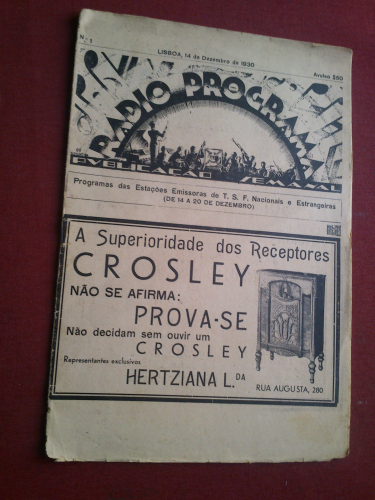 N.º 1
LISBOA, 14 de Dezembro de 1930
Avulso $50
RADIO PROGRAMA
PUBLICAÇÃO SEMANAL
Programas das Estações Emissoras de T. S. F. Nacionais e Estrangeiras
(DE 14 A 20 DE DEZEMBRO)
A Superioridade dos Receptores
CROSLEY
NÃO SE AFIRMA:
PROVA-SE
Não decidam sem ouvir um
CROSLEY
Representantes exclusivos
HERTZIANA L.DA
RUA AUGUSTA, 280